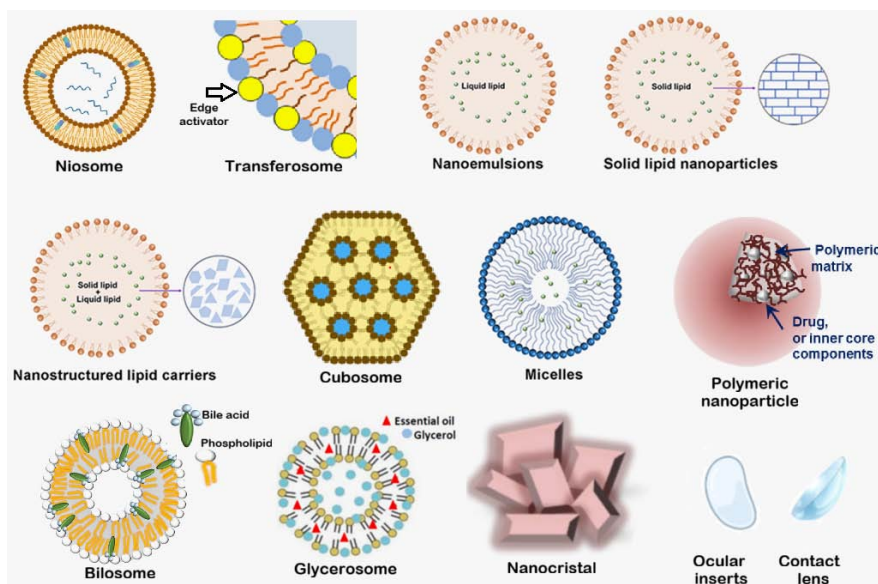 Niosome
Edge
activator
Transferosome
Liquid lipid
Nanoemulsions
Solid lipid
Solid lipid nanoparticles
Solid lipid
+
Liquid lipid
Nanostructured lipid carriers
Cubosome
Micelles
Polymeric
matrix
Drug,
or inner core
components
Polymeric
nanoparticle
Bile acid
Phospholipid
Bilosome
Essential oil
Glycerol
Glycerosome
Nanocristal
Ocular
inserts
Contact
lens